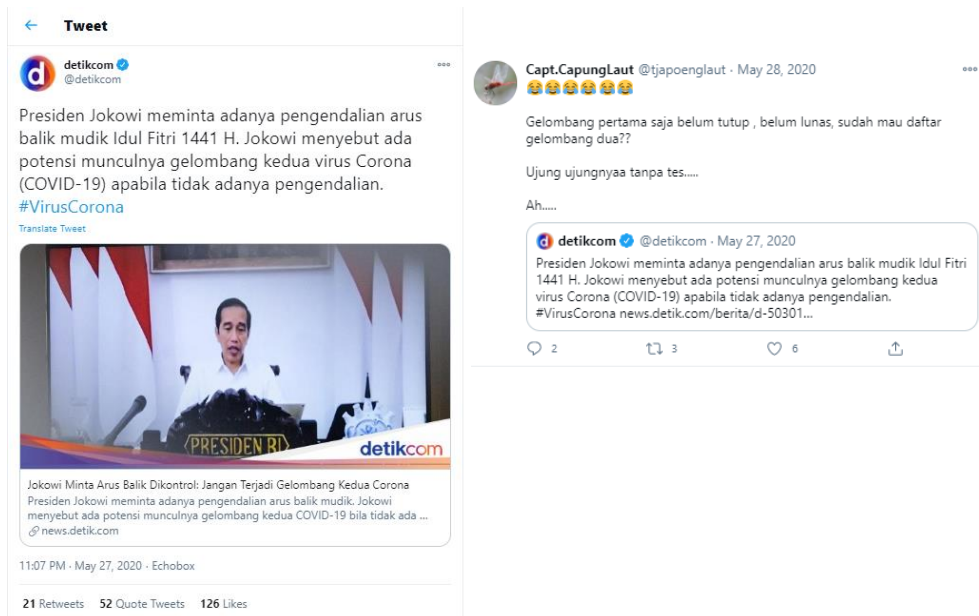 Tweet
detikcom
@detikcom
Presiden Jokowi meminta adanya pengendalian arus
balik mudik Idul Fitri 1441 H. Jokowi menyebut ada
potensi munculnya gelombang kedua virus Corona
(COVID-19) apabila tidak adanya pengendalian.
#VirusCorona
Translate Tweet
PRESIDEN RI
detikcom
Jokowi Minta Arus Balik Dikontrol: Jangan Terjadi Gelombang Kedua Corona
Presiden Jokowi meminta adanya pengendalian arus balik mudik. Jokowi
menyebut ada potensi munculnya gelombang kedua COVID-19 bila tidak ada ...
news.detik.com
11:07 PM · May 27, 2020 · Echobox
21 Retweets 52 Quote Tweets 126 Likes
Capt.CapungLaut @tjapoenglaut · May 28, 2020
😂😂😂😂😂😂
Gelombang pertama saja belum tutup , belum lunas, sudah mau daftar
gelombang dua??
Ujung ujungnyaa tanpa tes.....
Ah.....
detikcom @detikcom · May 27, 2020
Presiden Jokowi meminta adanya pengendalian arus balik mudik Idul Fitri
1441 H. Jokowi menyebut ada potensi munculnya gelombang kedua
virus Corona (COVID-19) apabila tidak adanya pengendalian.
#VirusCorona news.detik.com/berita/d-50301...
2 3 6